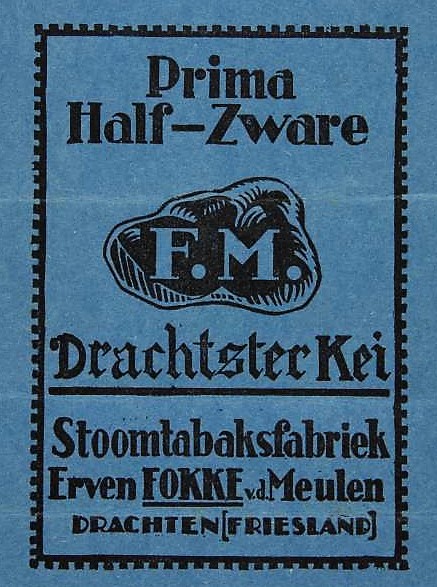 Prima
Half-Zware
F.M.
Drachtster Kei
Stoomtabaksfabriek
Erven FOKKE v.d. Meulen
DRACHTEN [FRIESLAND]